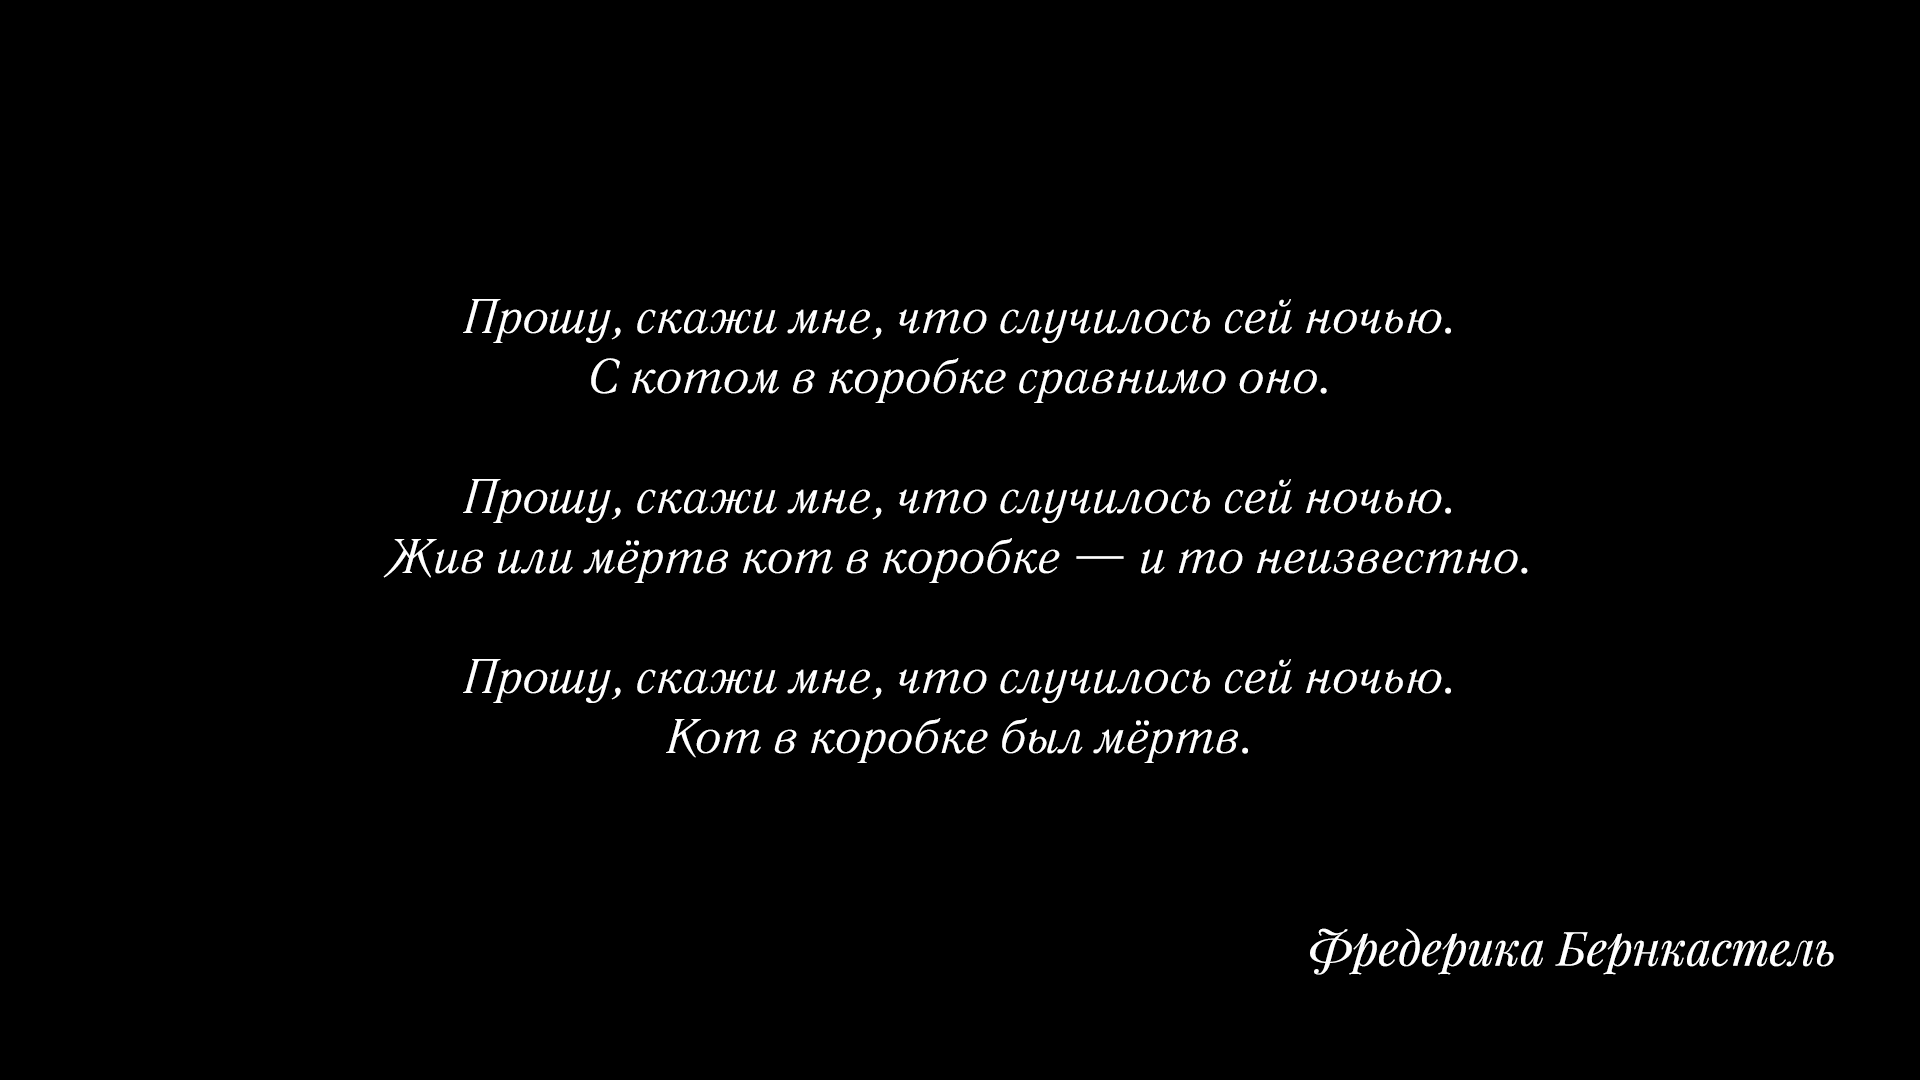 Прошу, скажи мне, что случилось сей ночью.
С котом в коробке сравнимо оно.
Прошу, скажи мне, что случилось сей ночью.
Жив или мёртв кот в коробке — и то неизвестно.
Прошу, скажи мне, что случилось сей ночью.
Кот в коробке был мёртв.
Фредерика Бернкастель